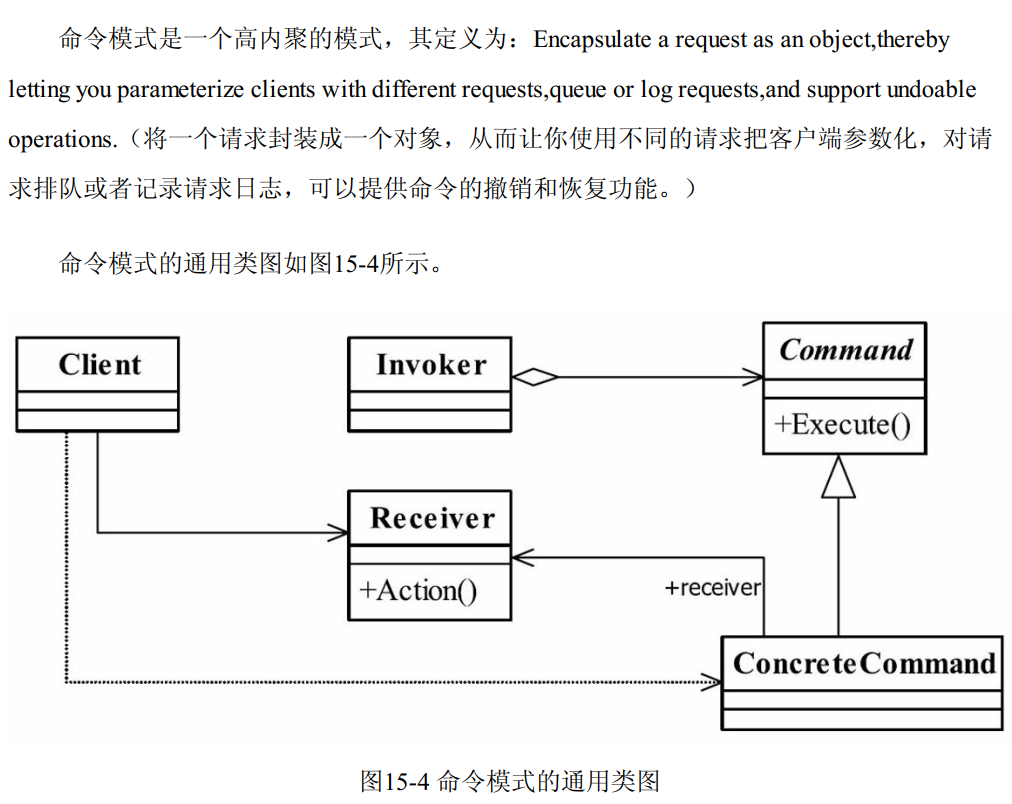 命令模式是一个高内聚的模式，其定义为：Encapsulate a request as an object,thereby
letting you parameterize clients with different requests,queue or log requests,and support undoable
operations.（将一个请求封装成一个对象，从而让你使用不同的请求把客户端参数化，对请
求排队或者记录请求日志，可以提供命令的撤销和恢复功能。）
命令模式的通用类图如图15-4所示。
Client
Invoker
Command
+Execute()
Receiver
+Action()
+receiver
ConcreteCommand
图15-4 命令模式的通用类图